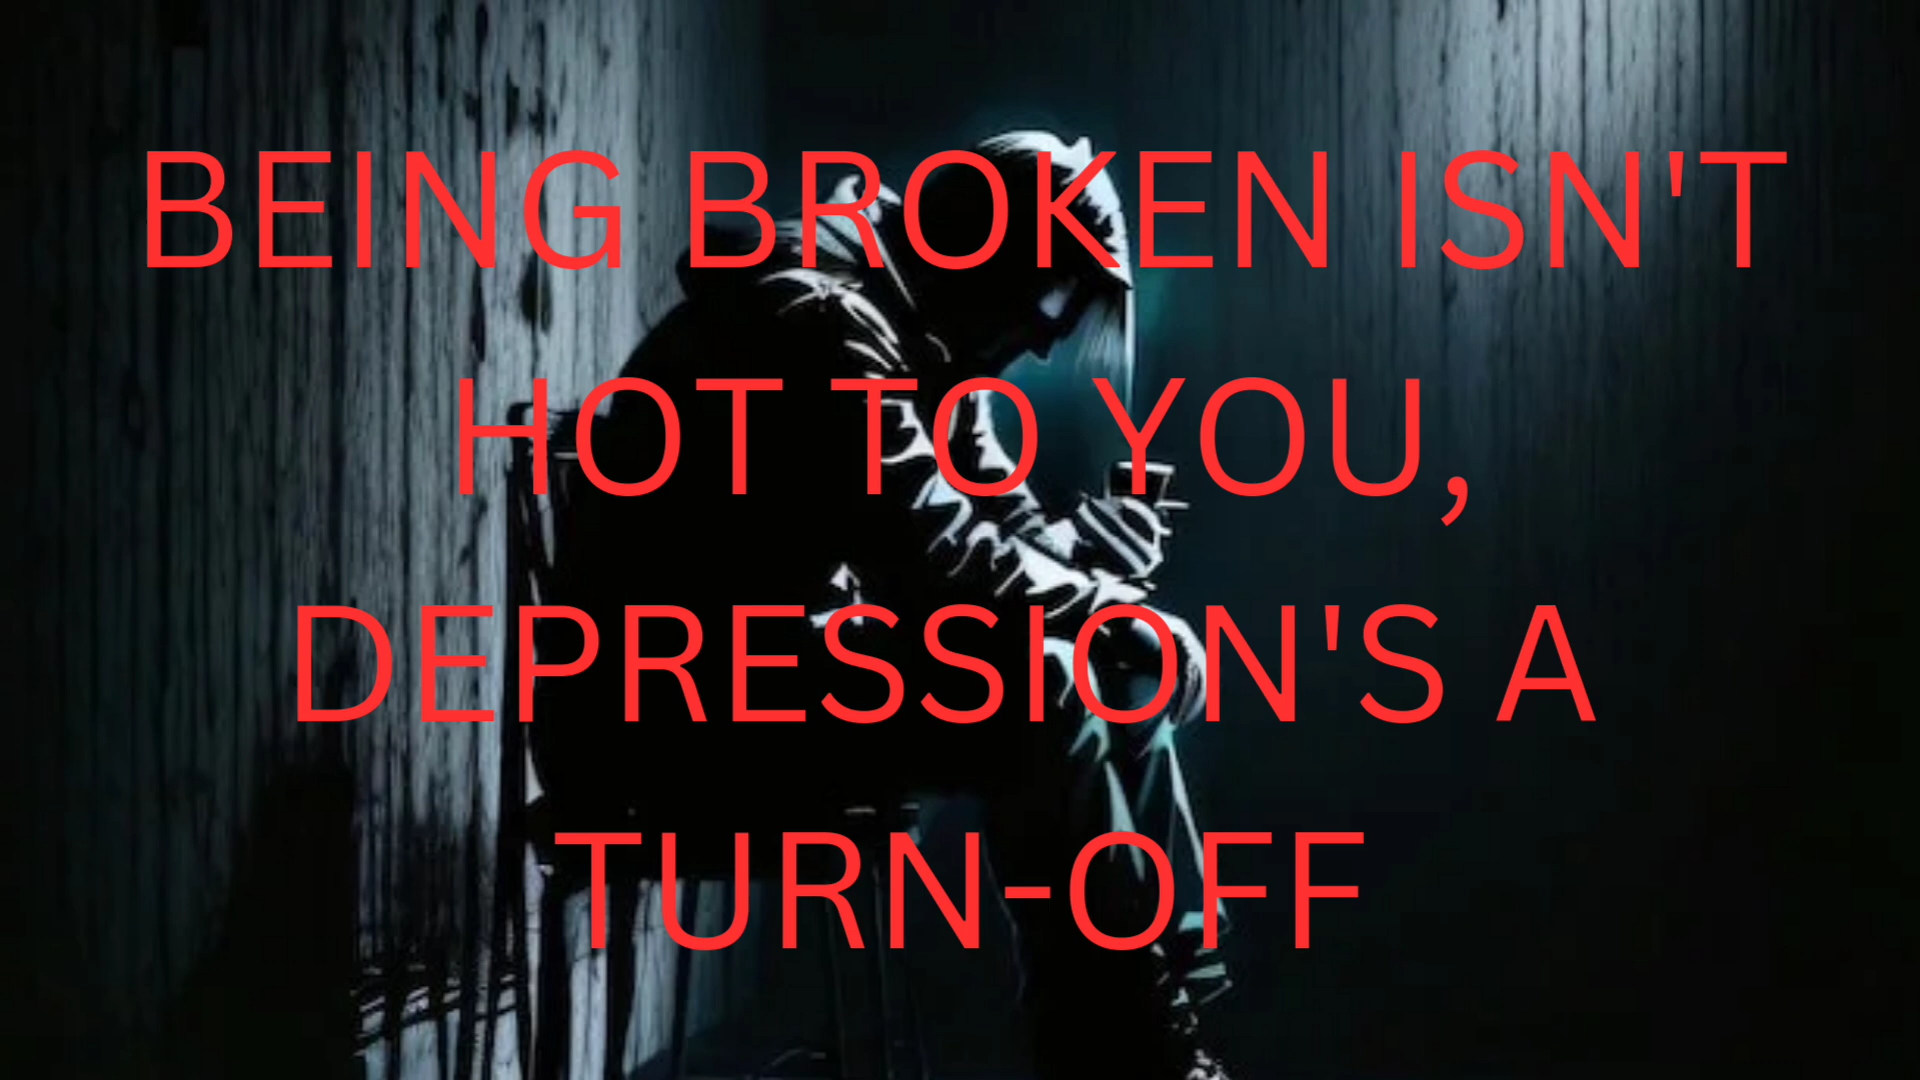 BEING BROKEN ISN'T
HOT TO YOU,
DEPRESSION'S A
TURN-OFF